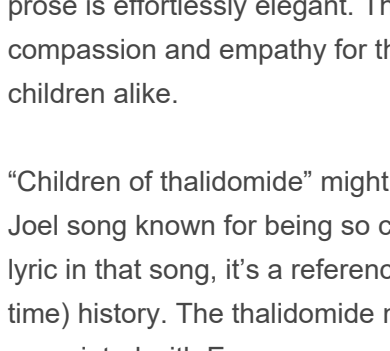 prose is effortlessly elegant.
compassion and empathy for
children alike.
“Children of thalidomide” might
Joel song known for being so
lyric in that song, it’s a
time) history. The thalidomide